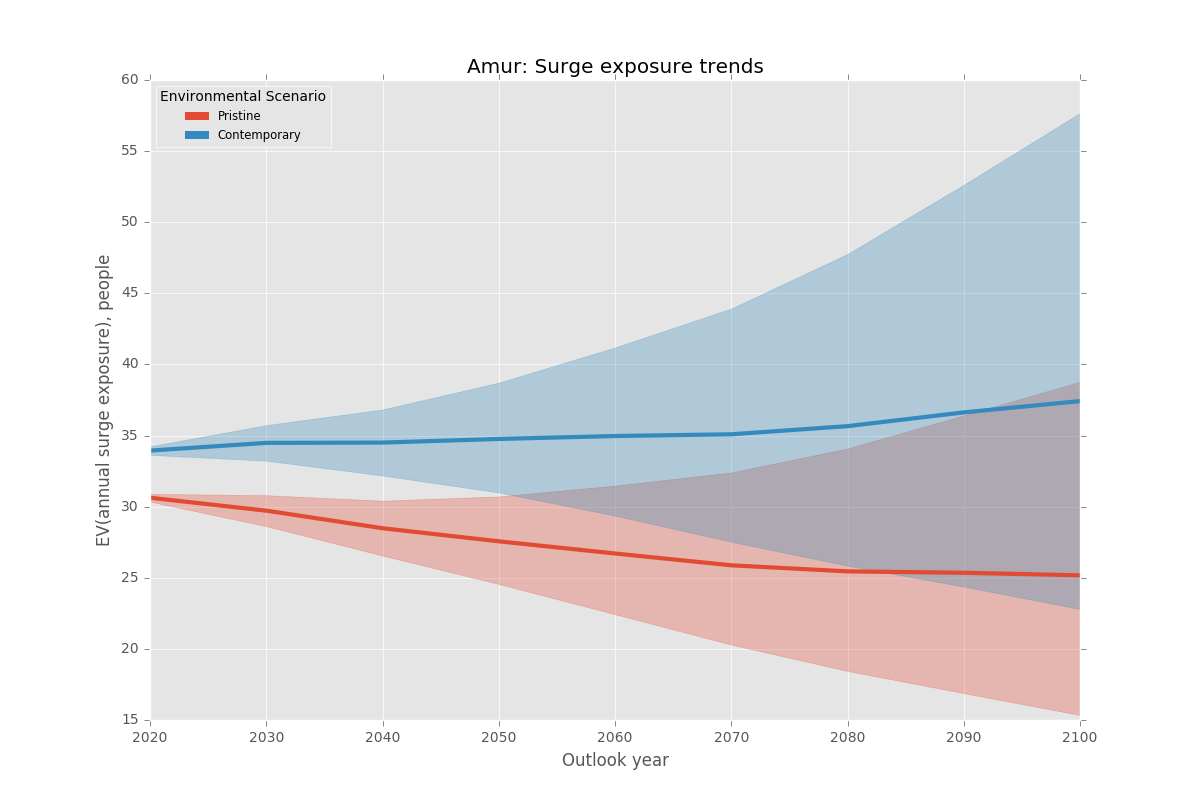 Amur: Surge exposure trends
Environmental Scenario
Pristine
Contemporary
EV(annual surge exposure), people
60
55
50
45
40
35
30
25
20
15
2020 2030 2040 2050 2060 2070 2080 2090 2100
Outlook year